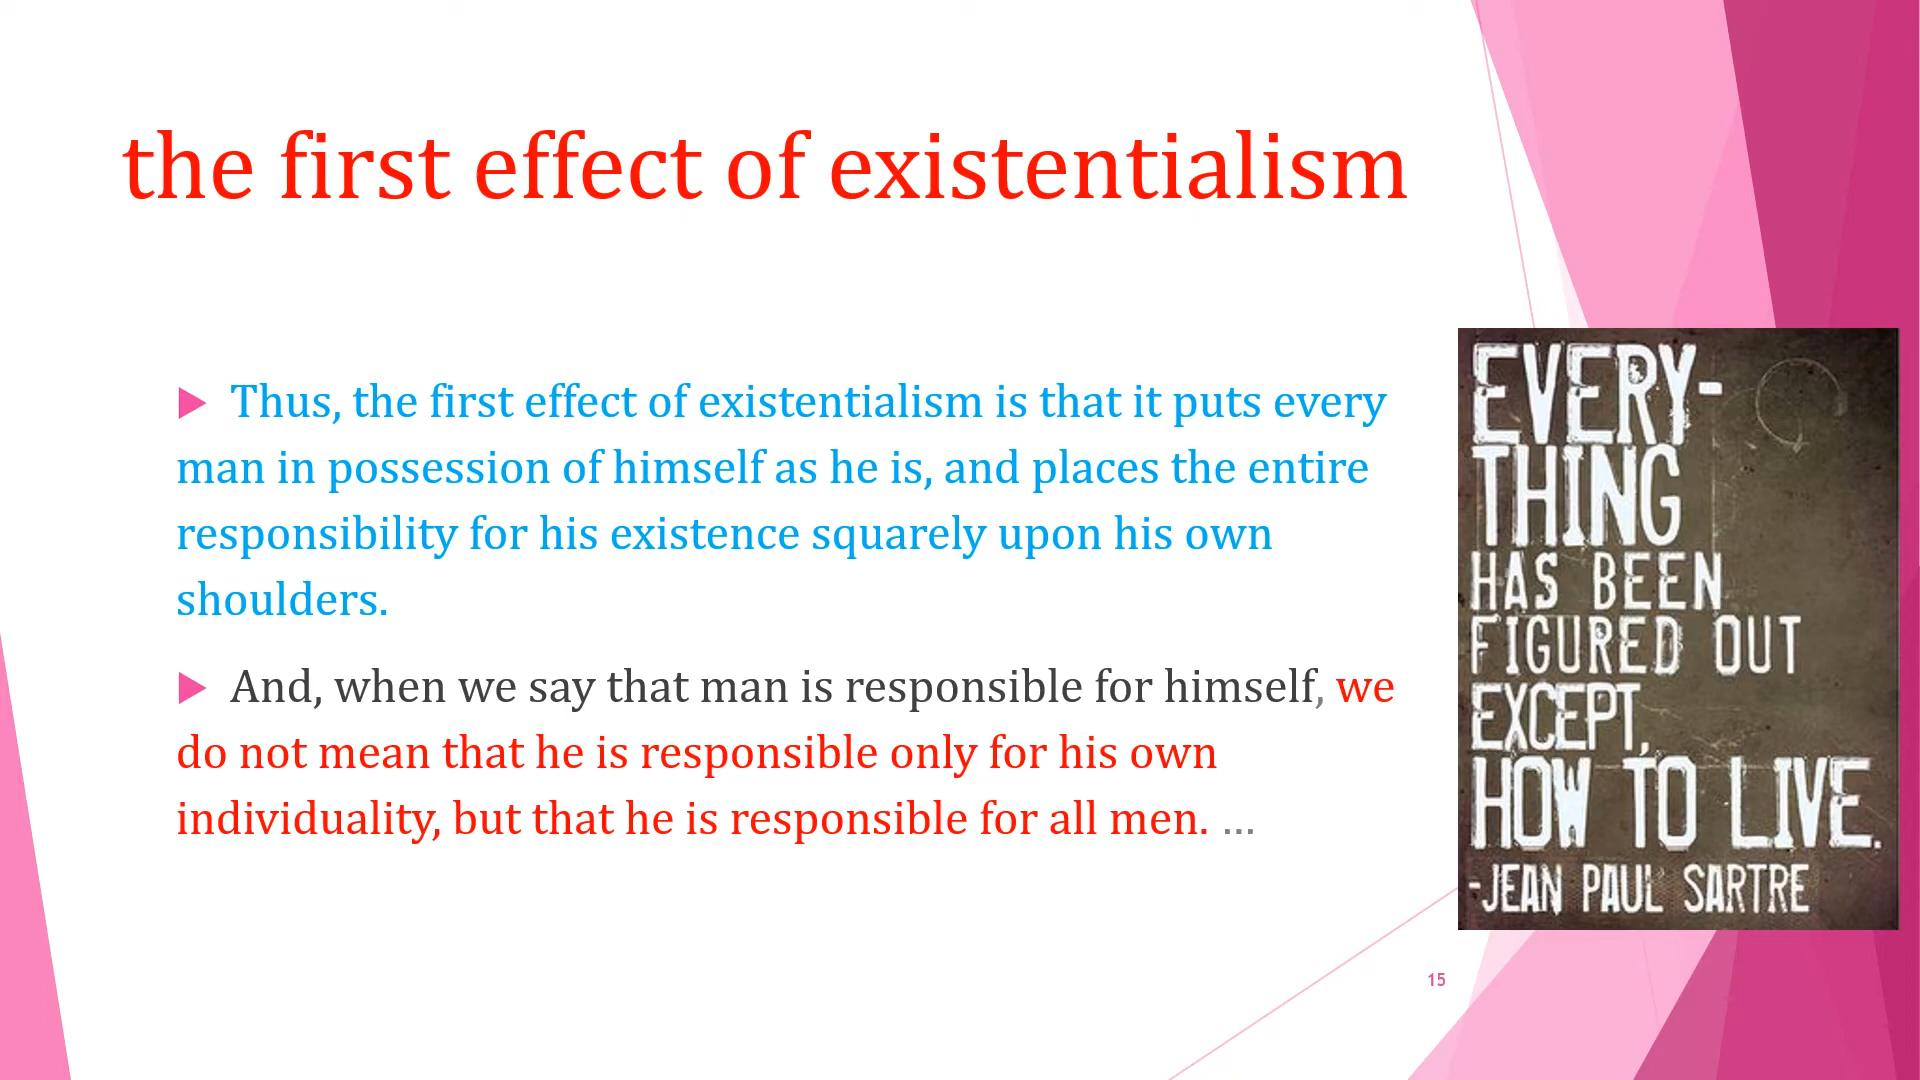 the first effect of existentialism
Thus, the first effect of existentialism is that it puts every
man in possession of himself as he is, and places the entire
responsibility for his existence squarely upon his own
shoulders.
And, when we say that man is responsible for himself, we
do not mean that he is responsible only for his own
individuality, but that he is responsible for all men. ...
EVERY-
THING
HAS BEEN
FIGURED OUT
EXCEPT,
HOW TO LIVE.
-JEAN PAUL SARTRE
15